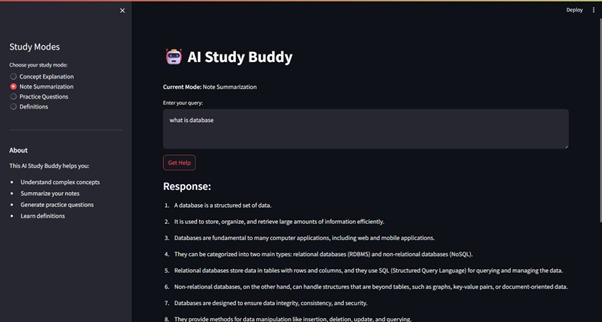 Deploy
Study Modes
Choose your study mode:
Concept Explanation
Note Summarization
Practice Questions
Definitions
About
This AI Study Buddy helps you:
• Understand complex concepts
• Summarize your notes
• Generate practice questions
• Learn definitions
AI Study Buddy
Current Mode: Note Summarization
Enter your query:
what is database
Get Help
Response:
1. A database is a structured set of data.
2. It is used to store, organize, and retrieve large amounts of information efficiently.
3. Databases are fundamental to many computer applications, including web and mobile applications.
4. They can be categorized into two main types: relational databases (RDBMS) and non-relational databases (NoSQL).
5. Relational databases store data in tables with rows and columns, and they use SQL (Structured Query Language) for querying and managing the data.
6. Non-relational databases, on the other hand, can handle structures that are beyond tables, such as graphs, key-value pairs, or document-oriented data.
7. Databases are designed to ensure data integrity, consistency, and security.
8. They provide methods for data manipulation like insertion, deletion, update, and querying.